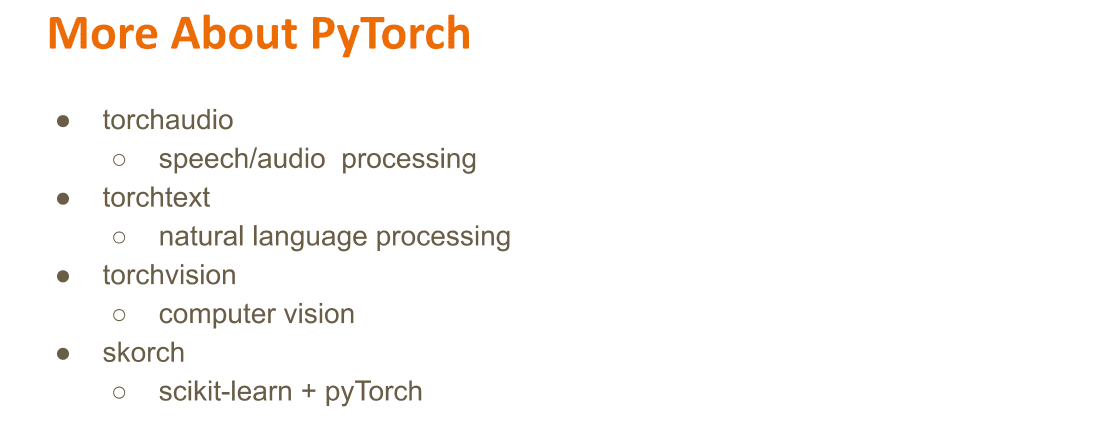 More About PyTorch
● torchaudio
○ speech/audio  processing
● torchtext
○ natural language processing
● torchvision
○ computer vision
● skorch
○ scikit-learn + pyTorch